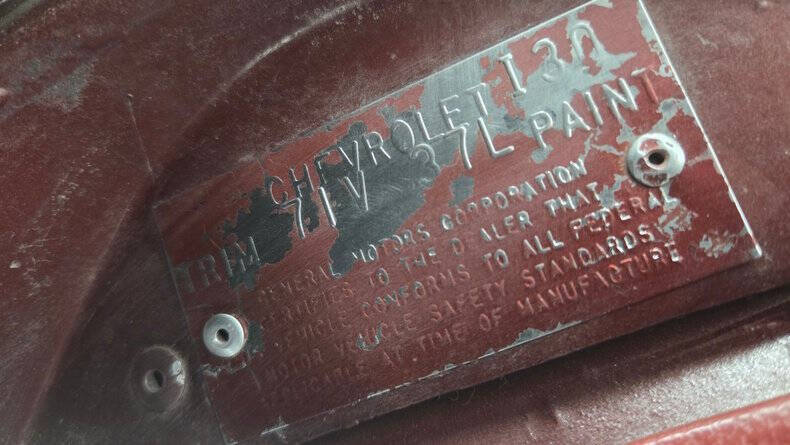 CHEVROLET I30
TRIM 71V 37L PAINT
GENERAL MOTORS CORPORATION
CERTIFIES TO THE DEALER THAT
VEHICLE CONFORMS TO ALL FEDERAL
MOTOR VEHICLE SAFETY STANDARDS
APPLICABLE AT TIME OF MANUFACTURE